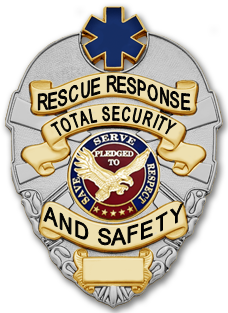 RESCUE RESPONSE
TOTAL SECURITY
SERVE
PLEDGED
TO
SAVE
RESPECT
AND SAFETY